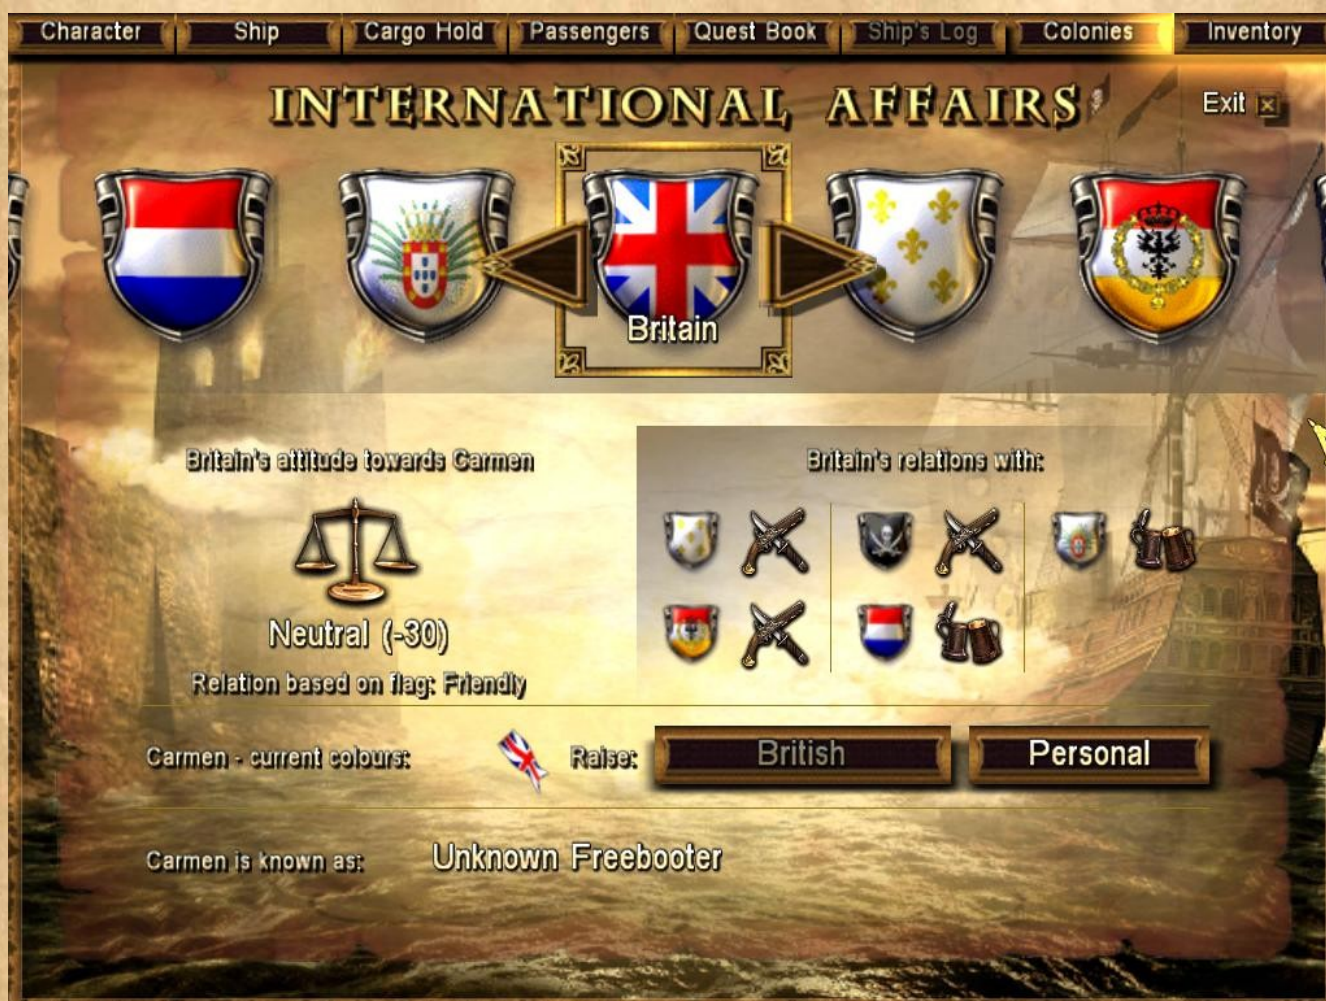 Character Ship Cargo Hold Passengers Quest Book Ship's Log Colonies Inventory
INTERNATIONAL AFFAIRS
Exit
Britain
Britain's attitude towards Carmen
Neutral (-30)
Relation based on flag: Friendly
Britain's relations with:
Carmen - current colours: Raise: British Personal
Carmen is known as: Unknown Freebooter